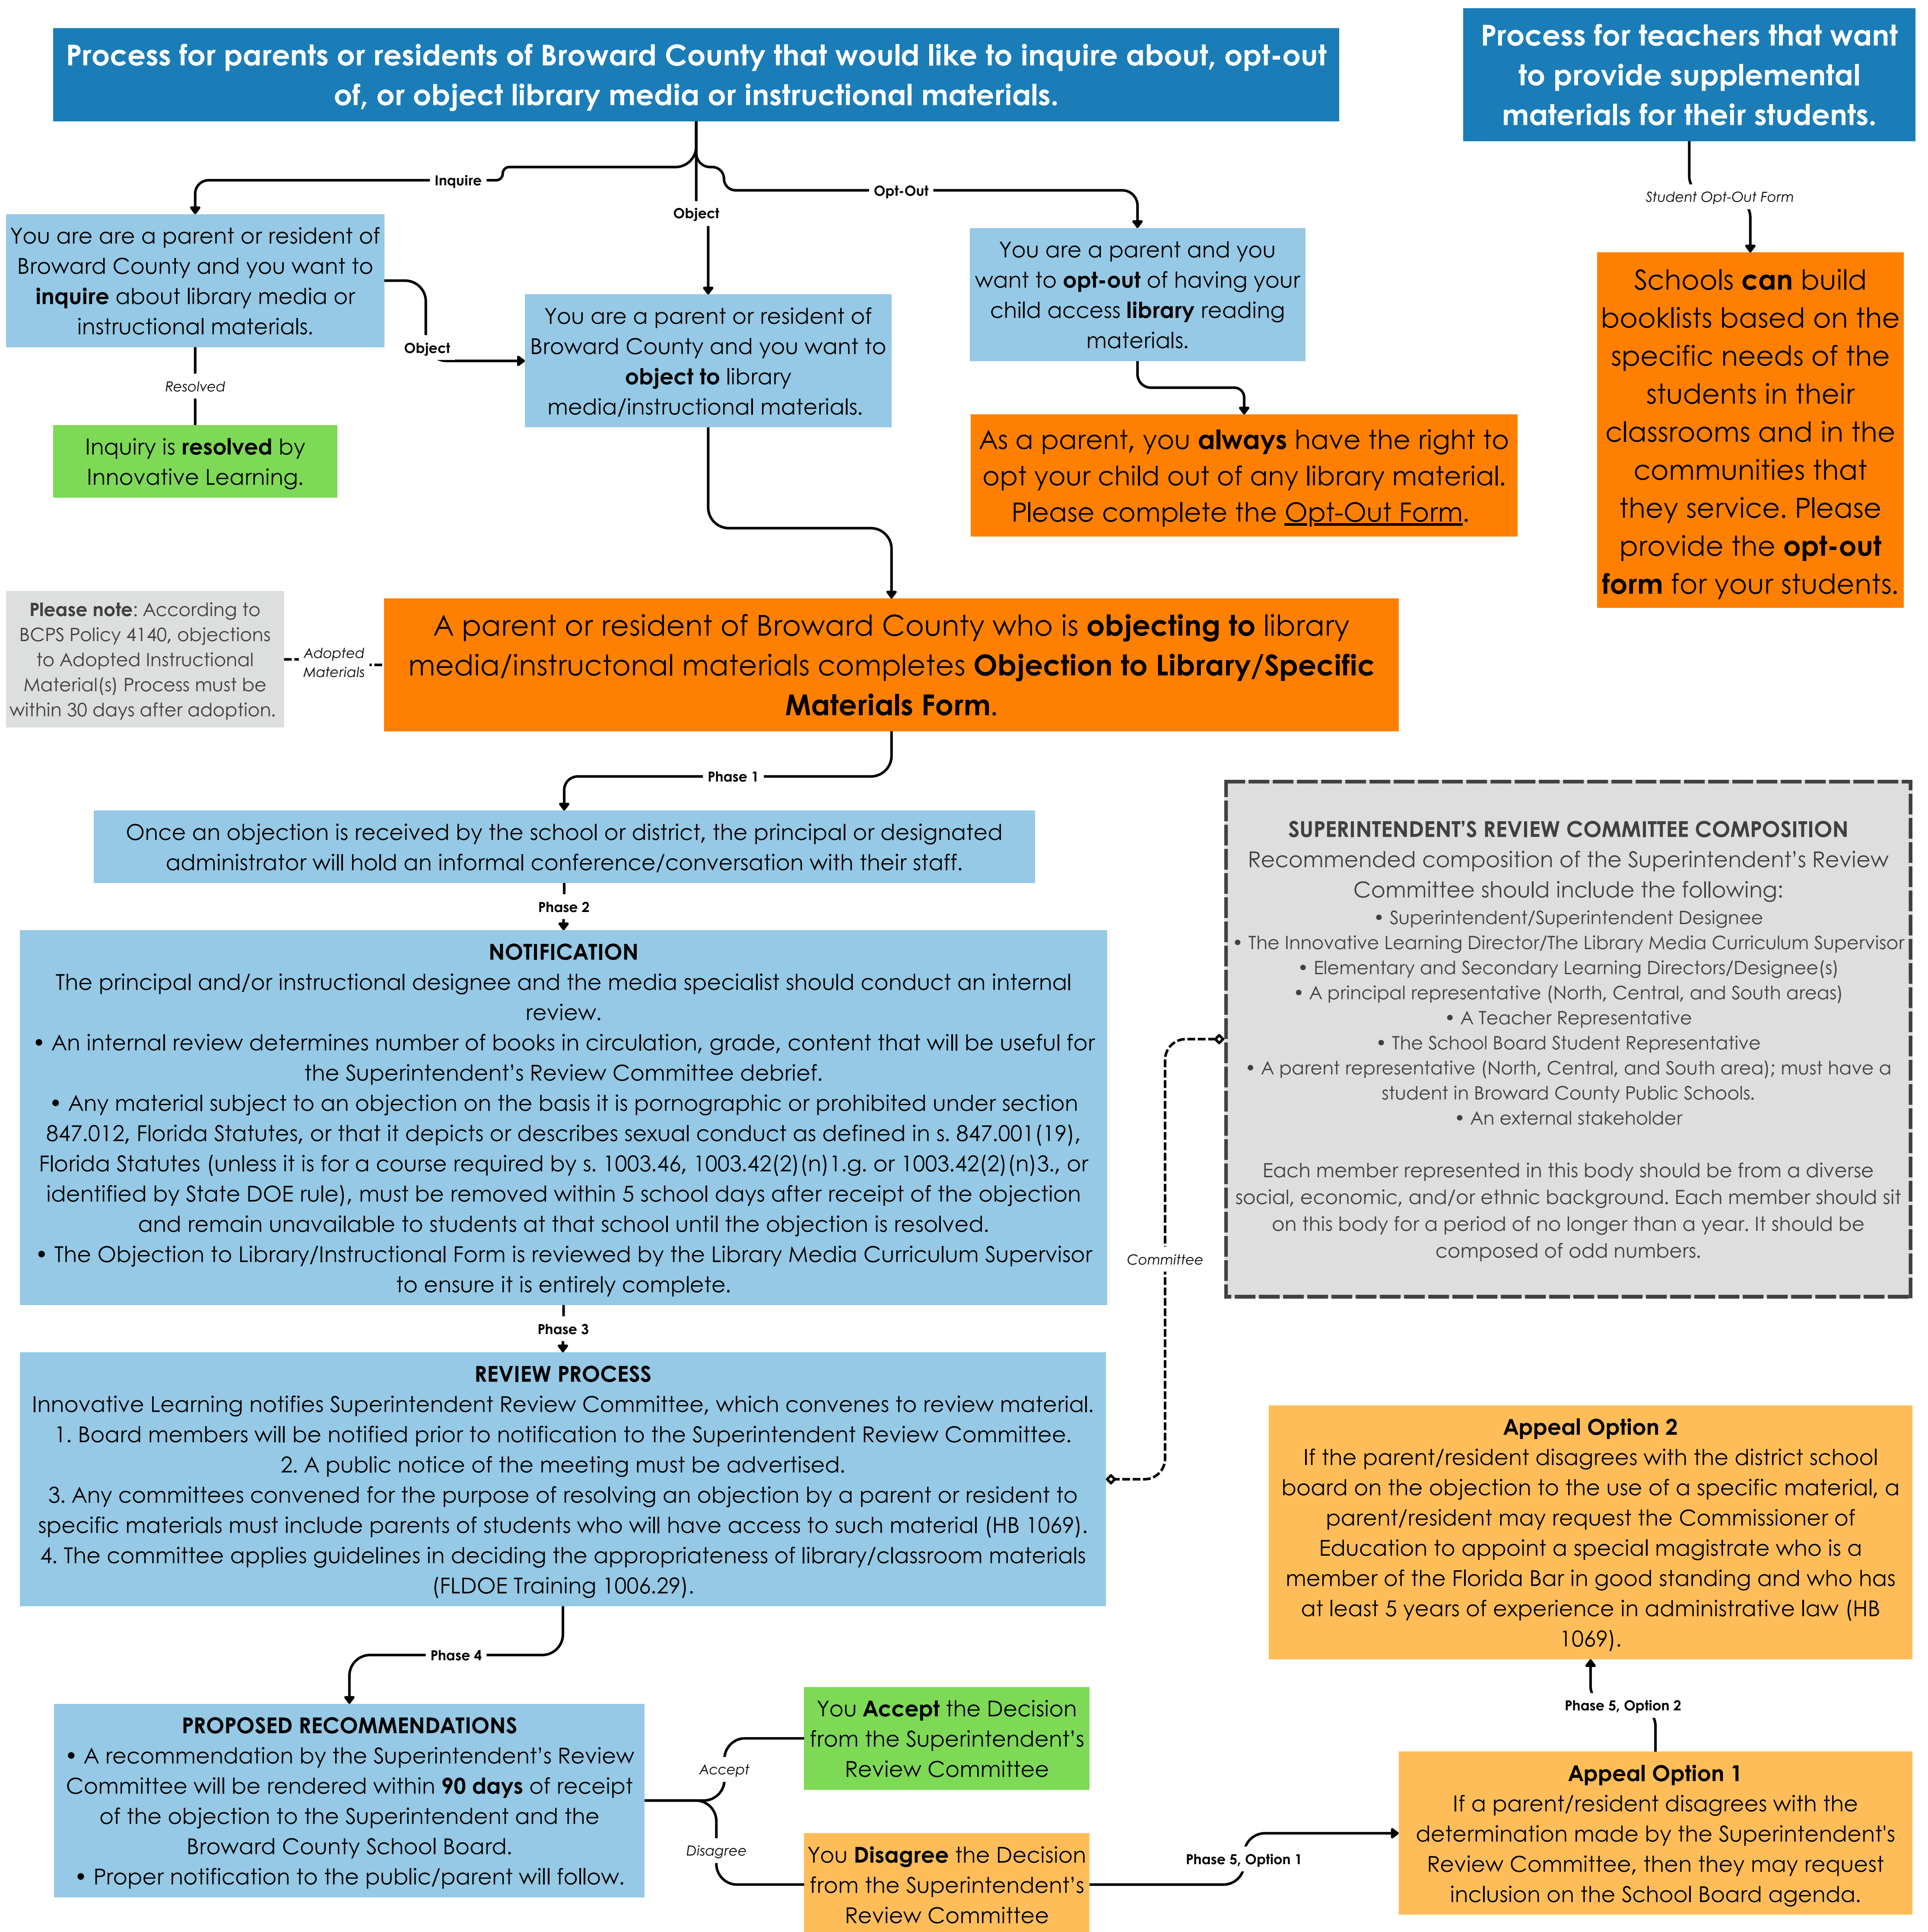 Process for parents or residents of Broward County that would like to inquire about, opt-out
of, or object library media or instructional materials.
Process for teachers that want
to provide supplemental
materials for their students.
Inquire
Object
Opt-Out
Student Opt-Out Form
You are are a parent or resident of
Broward County and you want to
inquire about library media or
instructional materials.
Object
You are a parent or resident of
Broward County and you want to
object to library
media/instructional materials.
You are a parent and you
want to opt-out of having your
child access library reading
materials.
Schools can build
booklists based on the
specific needs of the
students in their
classrooms and in the
communities that
they service. Please
provide the opt-out
form for your students.
Resolved
Inquiry is resolved by
Innovative Learning.
As a parent, you always have the right to
opt your child out of any library material.
Please complete the Opt-Out Form.
Please note: According to
BCPS Policy 4140, objections
to Adopted Instructional
Material(s) Process must be
within 30 days after adoption.
Adopted
Materials
A parent or resident of Broward County who is objecting to library
media/instructonal materials completes Objection to Library/Specific
Materials Form.
Phase 1
Once an objection is received by the school or district, the principal or designated
administrator will hold an informal conference/conversation with their staff.
Phase 2
NOTIFICATION
The principal and/or instructional designee and the media specialist should conduct an internal
review.
• An internal review determines number of books in circulation, grade, content that will be useful for
the Superintendent's Review Committee debrief.
• Any material subject to an objection on the basis it is pornographic or prohibited under section
847.012, Florida Statutes, or that it depicts or describes sexual conduct as defined in s. 847.001(19),
Florida Statutes (unless it is for a course required by s. 1003.46, 1003.42(2)(n)1.g. or 1003.42(2)(n)3., or
identified by State DOE rule), must be removed within 5 school days after receipt of the objection
and remain unavailable to students at that school until the objection is resolved.
• The Objection to Library/Instructional Form is reviewed by the Library Media Curriculum Supervisor
to ensure it is entirely complete.
SUPERINTENDENT'S REVIEW COMMITTEE COMPOSITION
Recommended composition of the Superintendent's Review
Committee should include the following:
• Superintendent/Superintendent Designee
• The Innovative Learning Director/The Library Media Curriculum Supervisor
• Elementary and Secondary Learning Directors/Designee(s)
• A principal representative (North, Central, and South areas)
• A Teacher Representative
• The School Board Student Representative
• A parent representative (North, Central, and South area); must have a
student in Broward County Public Schools.
• An external stakeholder
Each member represented in this body should be from a diverse
social, economic, and/or ethnic background. Each member should sit
on this body for a period of no longer than a year. It should be
composed of odd numbers.
Committee
Phase 3
REVIEW PROCESS
Innovative Learning notifies Superintendent Review Committee, which convenes to review material.
1. Board members will be notified prior to notification to the Superintendent Review Committee.
2. A public notice of the meeting must be advertised.
3. Any committees convened for the purpose of resolving an objection by a parent or resident to
specific materials must include parents of students who will have access to such material (HB 1069).
4. The committee applies guidelines in deciding the appropriateness of library/classroom materials
(FLDOE Training 1006.29).
Phase 4
PROPOSED RECOMMENDATIONS
• A recommendation by the Superintendent's Review
Committee will be rendered within 90 days of receipt
of the objection to the Superintendent and the
Broward County School Board.
• Proper notification to the public/parent will follow.
Accept
You Accept the Decision
from the Superintendent's
Review Committee
Disagree
You Disagree the Decision
from the Superintendent's
Review Committee
Phase 5, Option 1
Appeal Option 1
If a parent/resident disagrees with the
determination made by the Superintendent's
Review Committee, then they may request
inclusion on the School Board agenda.
Phase 5, Option 2
Appeal Option 2
If the parent/resident disagrees with the district school
board on the objection to the use of a specific material, a
parent/resident may request the Commissioner of
Education to appoint a special magistrate who is a
member of the Florida Bar in good standing and who has
at least 5 years of experience in administrative law (HB
1069).